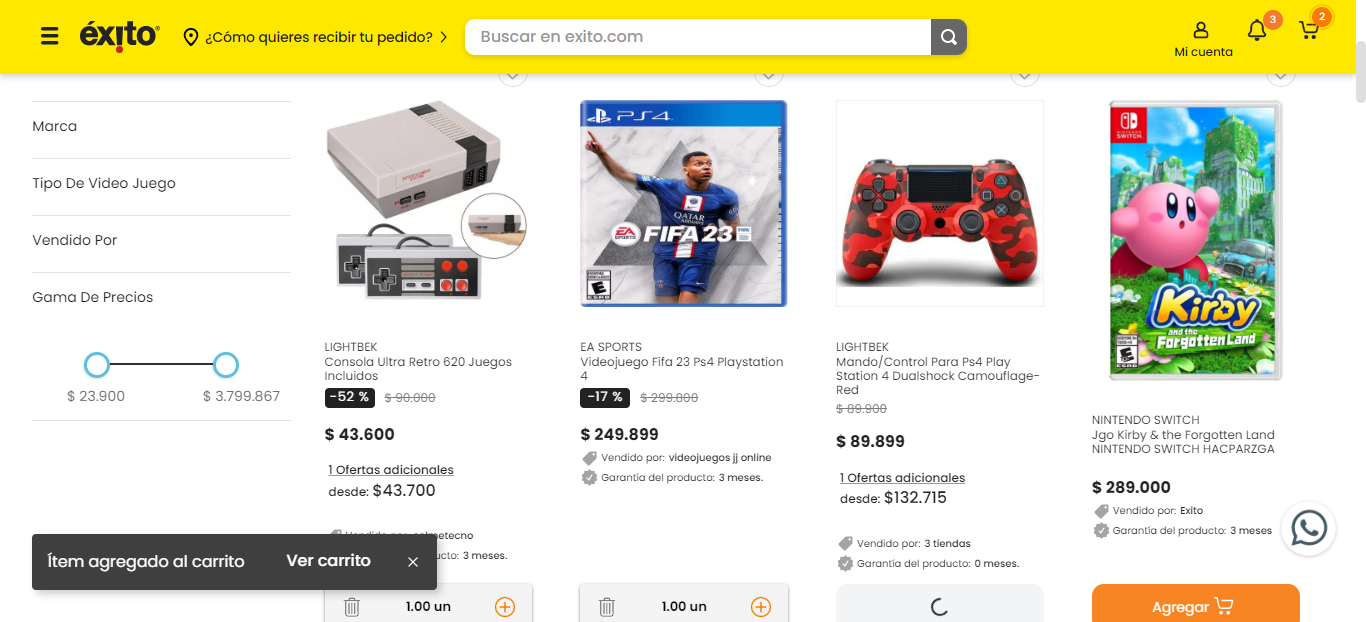 éxito
¿Cómo quieres recibir tu pedido?
Buscar en exito.com
Mi cuenta
3
2
Marca
Tipo De Video Juego
Vendido Por
Gama De Precios
$ 23.900
$ 3.799.867
LIGHTBEK
Consola Ultra Retro 620 Juegos
Incluidos
-52 % $ 90.000
$ 43.600
1 Ofertas adicionales
desde: $43.700
3 meses.
1.00 un
PS4
QATAR
AIRWAYS
EA SPORTS FIFA 23
EVERYONE
E
ESRB
EA SPORTS
Videojuego Fifa 23 Ps4 Playstation
4
-17 % $ 299.800
$ 249.899
Vendido por: videojuegos jj online
Garantía del producto: 3 meses.
1.00 un
LIGHTBEK
Mando/Control Para Ps4 Play
Station 4 Dualshock Camouflage-
Red
$ 89.900
$ 89.899
1 Ofertas adicionales
desde: $132.715
Vendido por: 3 tiendas
Garantía del producto: 0 meses.
NINTENDO
SWITCH
Kirby
and the
Forgotten Land
E
ESRB
NINTENDO SWITCH
Jgo Kirby & the Forgotten Land
NINTENDO SWITCH HACPARZGA
$ 289.000
Vendido por: Exito
Garantía del producto: 3 meses
Agregar
Ítem agregado al carrito
Ver carrito